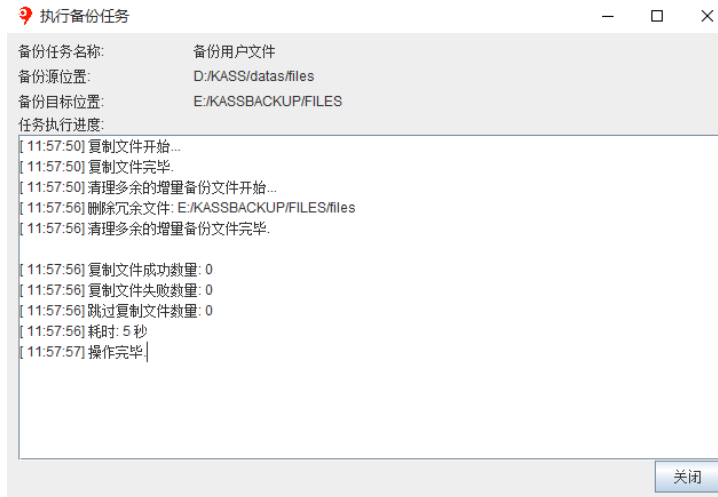 执行备份任务
备份任务名称: 备份用户文件
备份源位置: D:/KASS/datas/files
备份目标位置: E:/KASSBACKUP/FILES
任务执行进度:
[ 11:57:50] 复制文件开始...
[ 11:57:50] 复制文件完毕.
[ 11:57:50] 清理多余的增量备份文件开始...
[ 11:57:56] 删除冗余文件: E:/KASSBACKUP/FILES/files
[ 11:57:56] 清理多余的增量备份文件完毕.
[ 11:57:56] 复制文件成功数量: 0
[ 11:57:56] 复制文件失败数量: 0
[ 11:57:56] 跳过复制文件数量: 0
[ 11:57:56] 耗时: 5 秒
[ 11:57:57] 操作完毕.
关闭